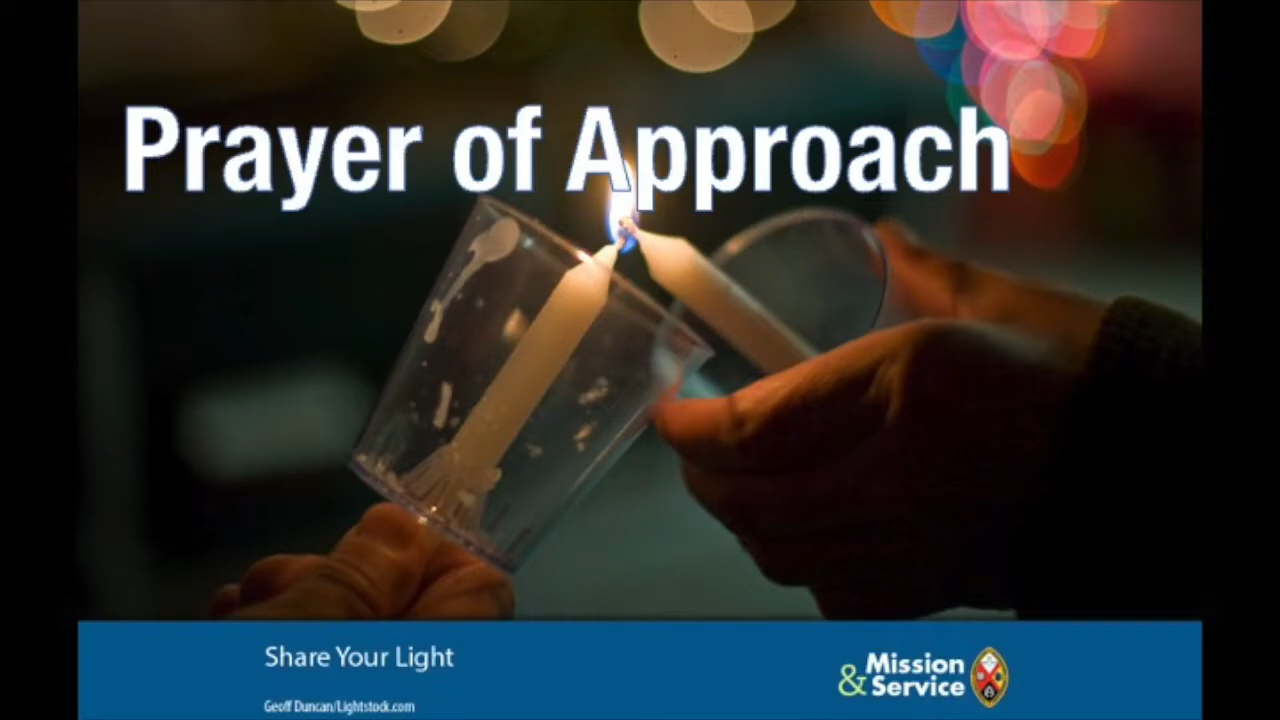 Prayer of Approach
Share Your Light
Geoff Duncan/Lightstock.com
Mission
& Service